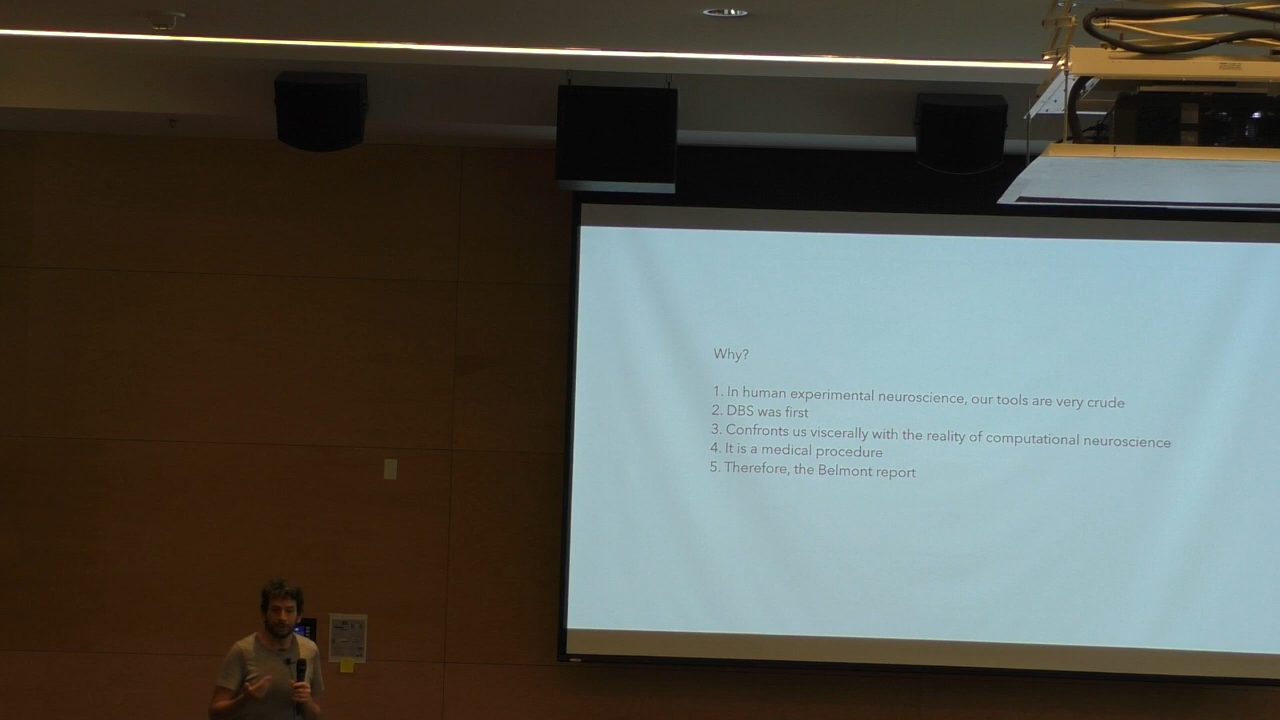 Why?
1. In human experimental neuroscience, our tools are very crude
2. DBS was first
3. Confronts us viscerally with the reality of computational neuroscience
4. It is a medical procedure
5. Therefore, the Belmont report